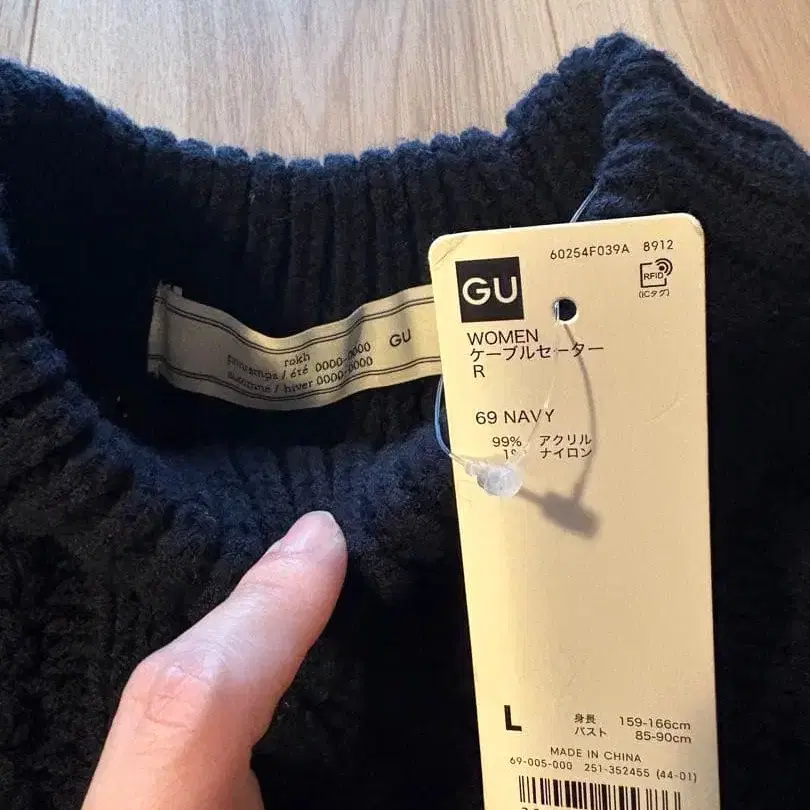 rokh
printemps / été 0000-0000
automne / hiver 0000-0000
GU
60254F039A 8912
GU
RFID
(ICタグ)
WOMEN
ケーブルセーター
R
69 NAVY
99% アクリル
1% ナイロン
L
身長 159-166cm
バスト 85-90cm
MADE IN CHINA
69-005-000 251-352455 (44-01)